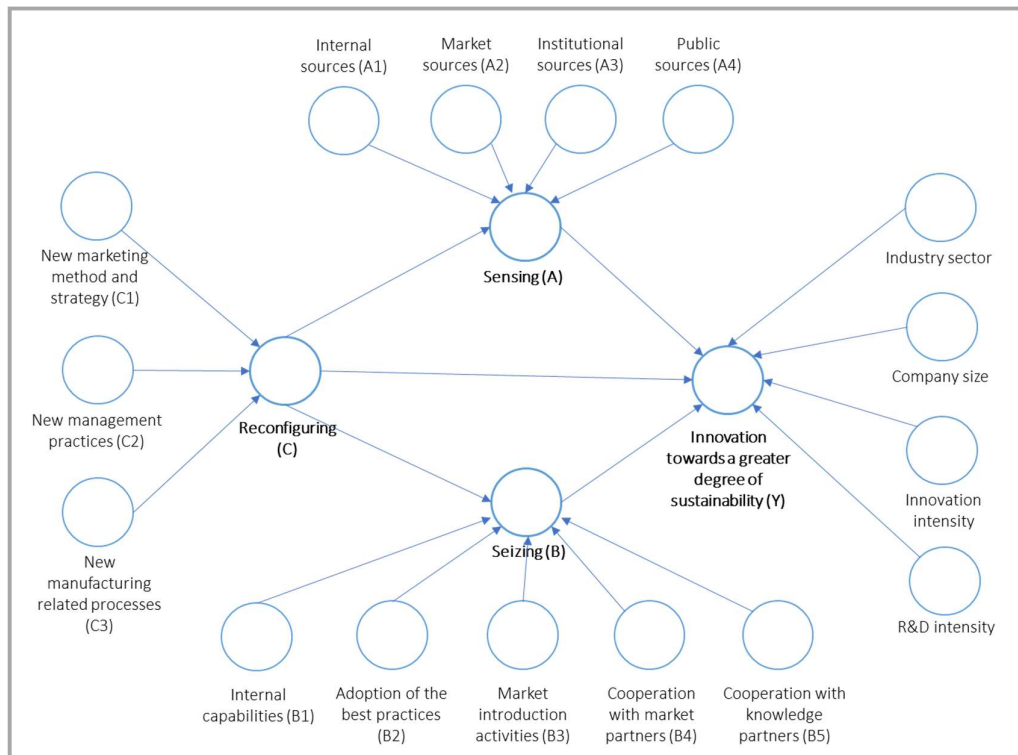 Internal
sources (A1)
Market
sources (A2)
Institutional
sources (A3)
Public
sources (A4)
New marketing
method and
strategy (C1)
Sensing (A)
Industry sector
New management
practices (C2)
Reconfiguring
(C)
Company size
Innovation
towards a greater
degree of
sustainability (Y)
Innovation
intensity
New
manufacturing
related processes
(C3)
Seizing (B)
R&D intensity
Internal
capabilities (B1)
Adoption of the
best practices
(B2)
Market
introduction
activities (B3)
Cooperation
with market
partners (B4)
Cooperation with
knowledge
partners (B5)